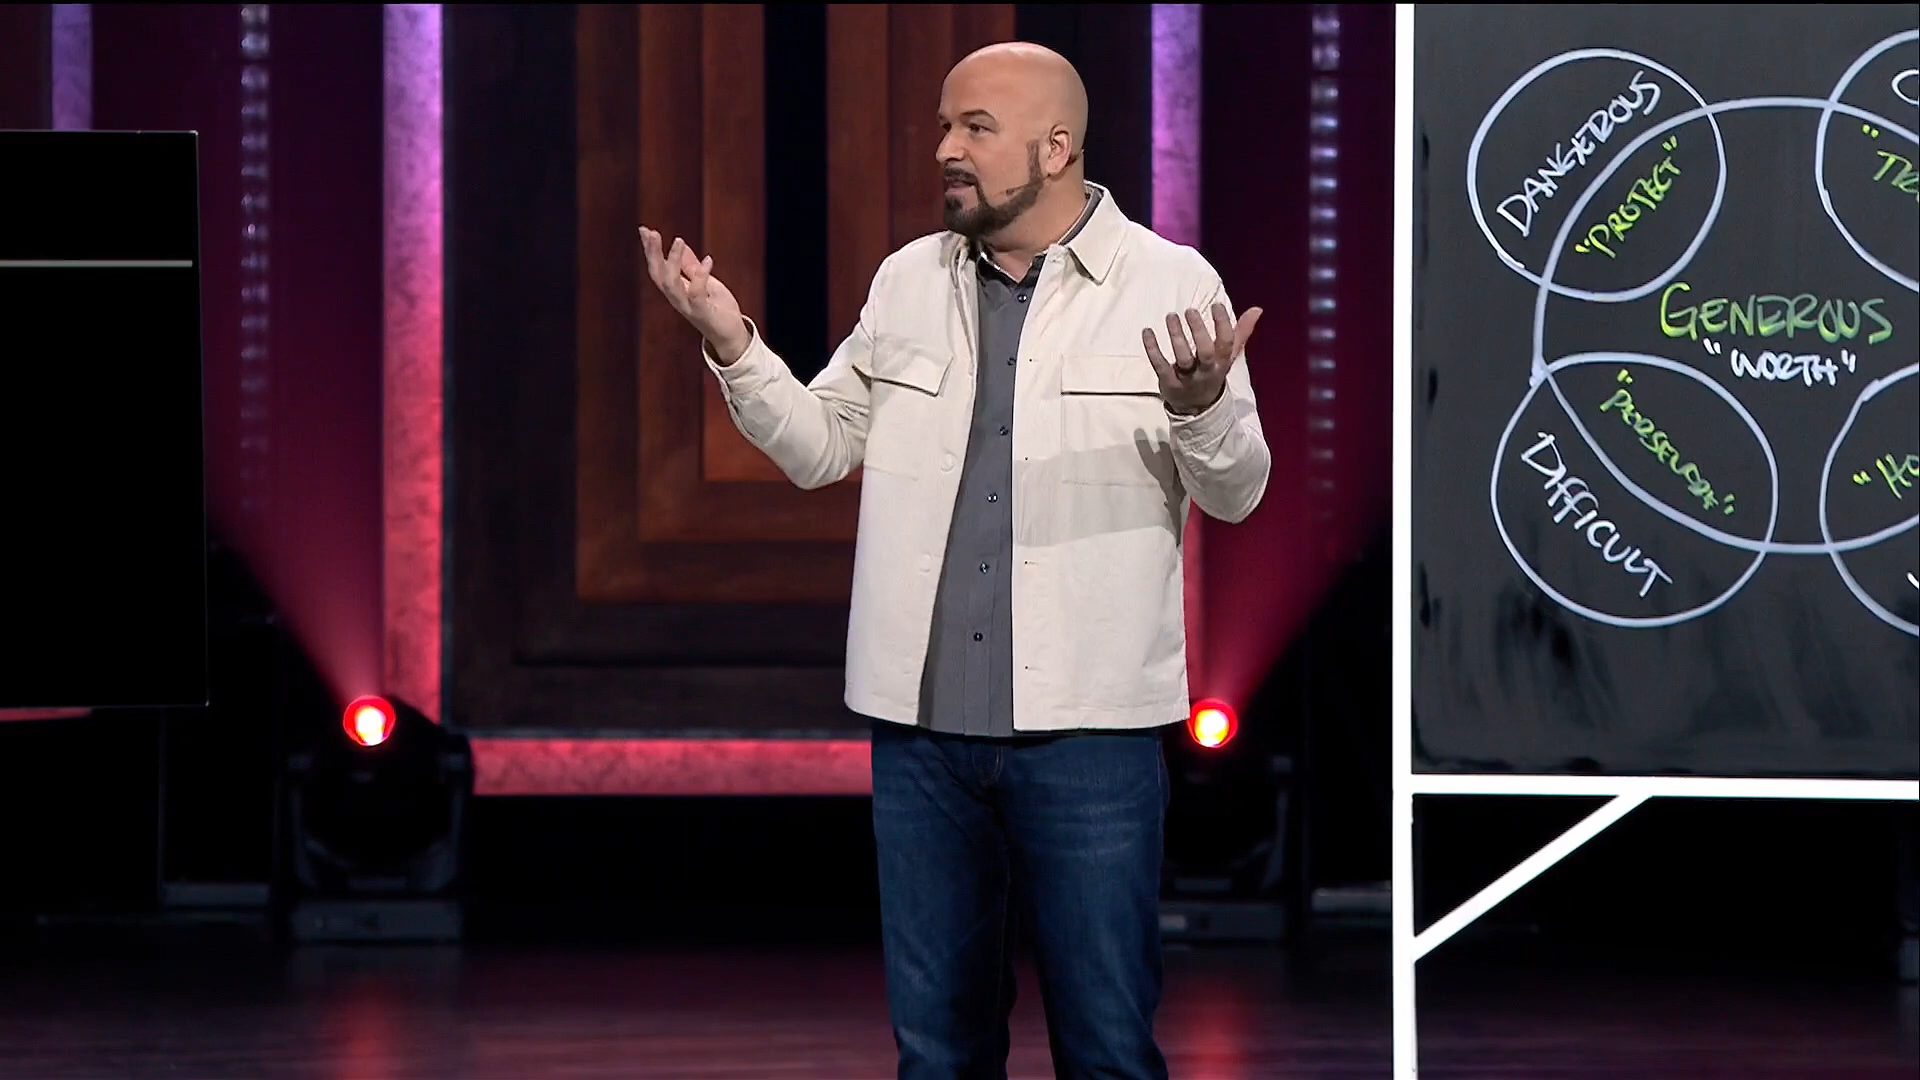 DANGEROUS
"PROTECT"
GENEROUS
"WORTH"
"PERSEVERE"
DIFFICULT